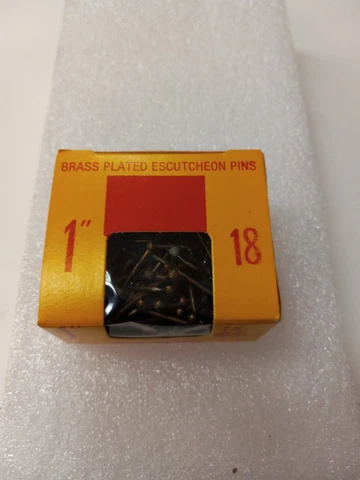 BRASS PLATED ESCUTCHEON PINS
1" 18